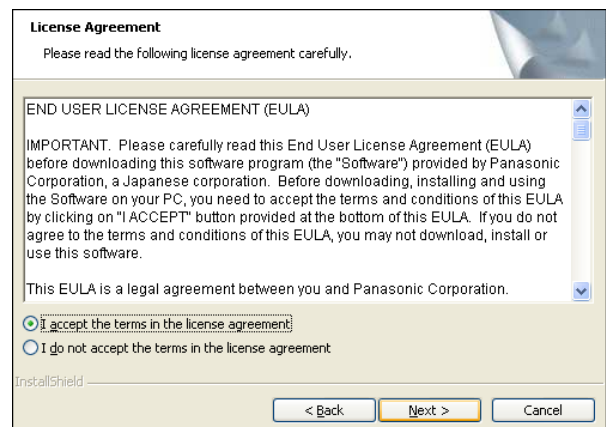 License Agreement
Please read the following license agreement carefully.
END USER LICENSE AGREEMENT (EULA)
IMPORTANT.  Please carefully read this End User License Agreement (EULA)
before downloading this software program (the "Software") provided by Panasonic
Corporation, a Japanese corporation.  Before downloading, installing and using
the Software on your PC, you need to accept the terms and conditions of this EULA
by clicking on "I ACCEPT" button provided at the bottom of this EULA.  If you do not
agree to the terms and conditions of this EULA, you may not download, install or
use this software.
This EULA is a legal agreement between you and Panasonic Corporation.
I accept the terms in the license agreement
I do not accept the terms in the license agreement
InstallShield
< Back Next > Cancel